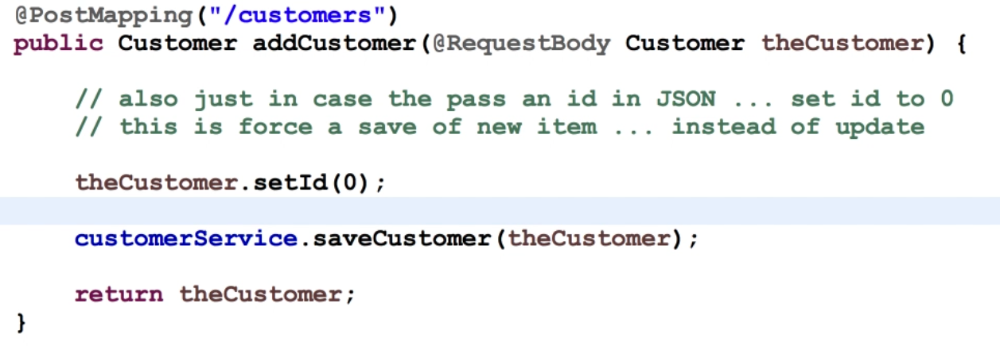 @PostMapping("/customers")
public Customer addCustomer(@RequestBody Customer theCustomer) {
// also just in case the pass an id in JSON ... set id to 0
// this is force a save of new item ... instead of update
theCustomer.setId(0);
customerService.saveCustomer(theCustomer);
return theCustomer;
}